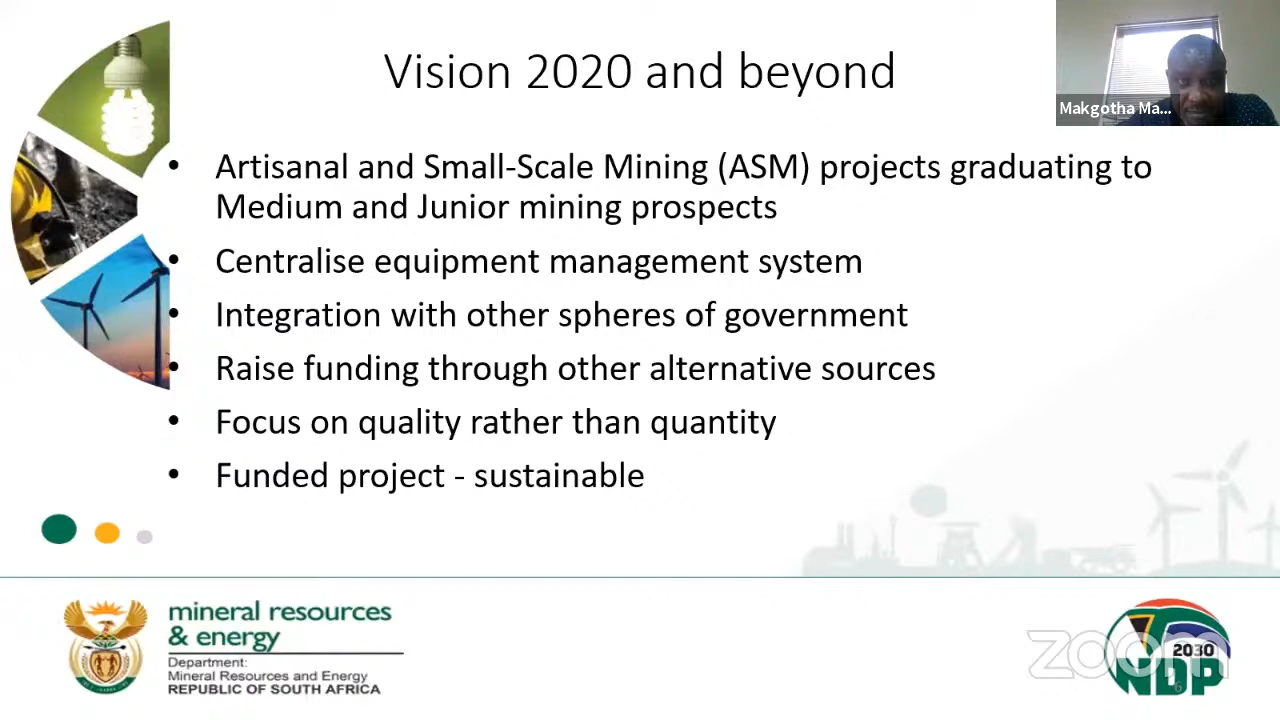 Vision 2020 and beyond
Makgotha Ma...
• Artisanal and Small-Scale Mining (ASM) projects graduating to
Medium and Junior mining prospects
• Centralise equipment management system
• Integration with other spheres of government
• Raise funding through other alternative sources
• Focus on quality rather than quantity
• Funded project - sustainable
mineral resources
& energy
Department:
Mineral Resources and Energy
REPUBLIC OF SOUTH AFRICA
zoom
2030
NDP
6